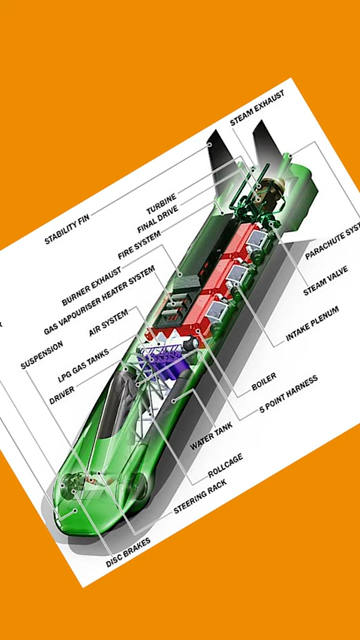 STEAM EXHAUST
STABILITY FIN
TURBINE
FINAL DRIVE
FIRE SYSTEM
BURNER EXHAUST
GAS VAPOURISER HEATER SYSTEM
AIR SYSTEM
SUSPENSION
LPG GAS TANKS
DRIVER
STEAM VALVE
INTAKE PLENUM
BOILER
5 POINT HARNESS
WATER TANK
ROLLCAGE
STEERING RACK
DISC BRAKES
PARACHUTE